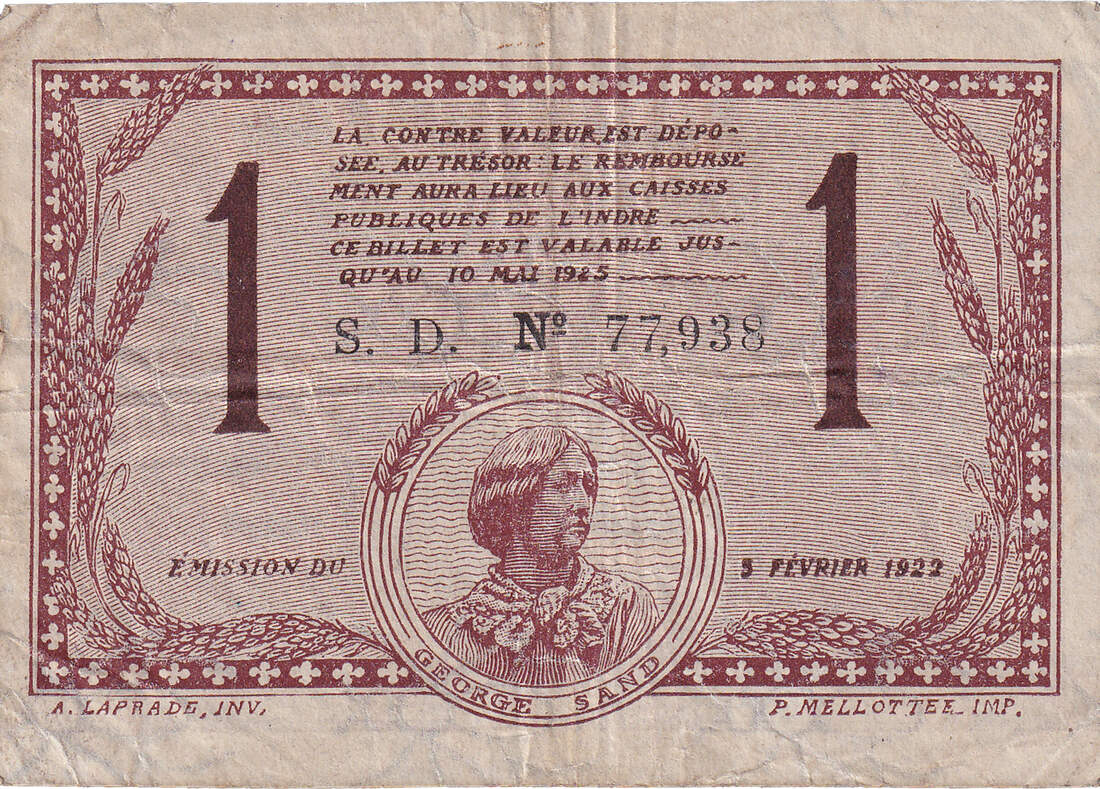 LA CONTRE VALEUR, EST DÉPO-
SEE, AU TRÉSOR: LE REMBOURSE
MENT AURA LIEU AUX CAISSES
PUBLIQUES DE L'INDRE
CE BILLET EST VALABLE JUS-
QU'AU 10 MAI 1925
1 1
S. D. Nº 77,938
ÉMISSION DU 3 FÉVRIER 1922
GEORGE SAND
A. LAPRADE, INV,
P. MELLOTTEE IMP.